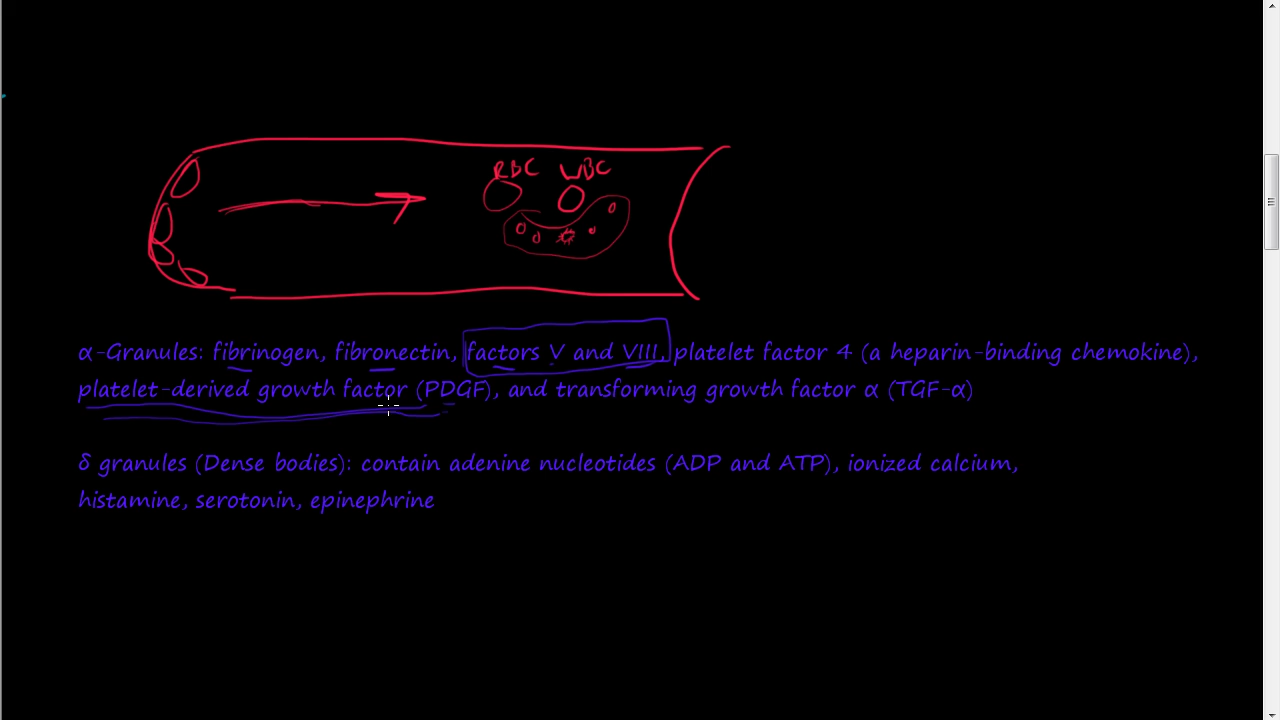 RBC WBC
α-Granules: fibrinogen, fibronectin, factors V and VIII, platelet factor 4 (a heparin-binding chemokine),
platelet-derived growth factor (PDGF), and transforming growth factor α (TGF-α)
δ granules (Dense bodies): contain adenine nucleotides (ADP and ATP), ionized calcium,
histamine, serotonin, epinephrine